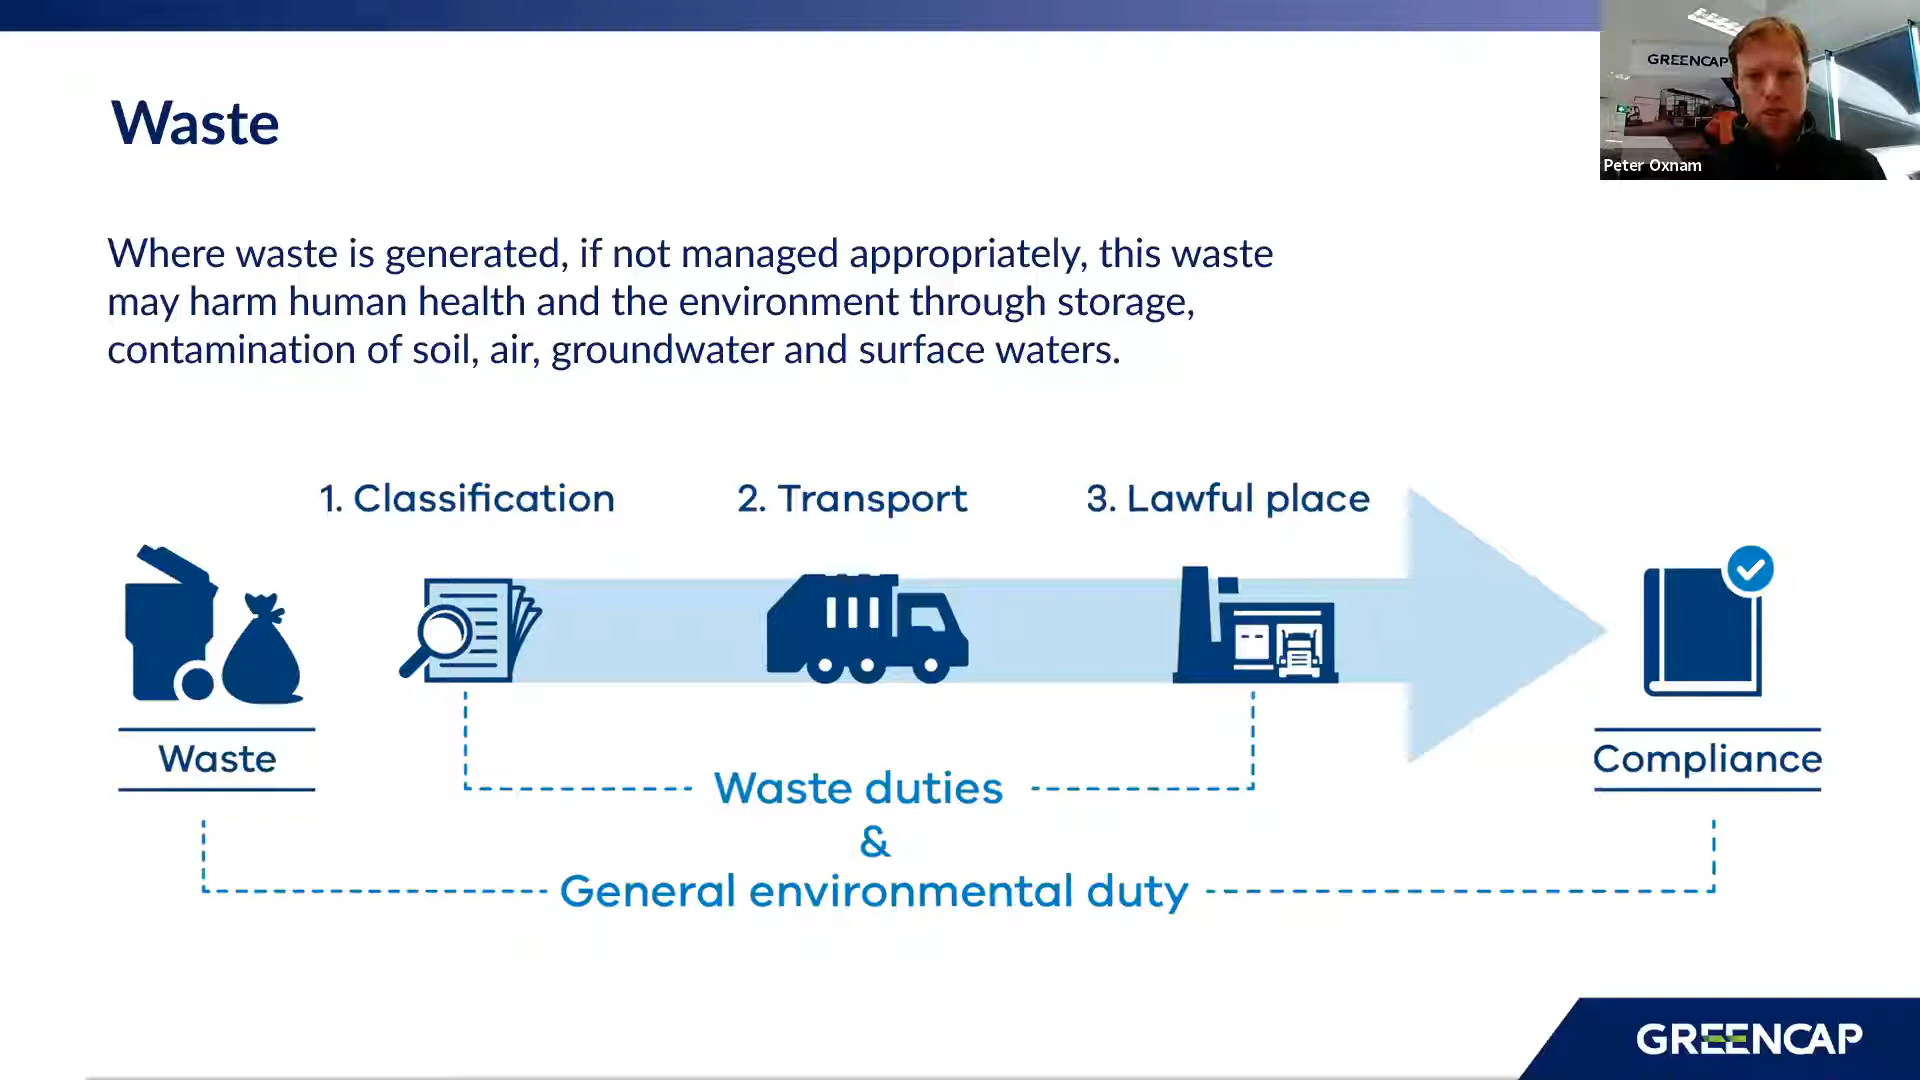 Waste
GREENCAP
Peter Oxnam
Where waste is generated, if not managed appropriately, this waste
may harm human health and the environment through storage,
contamination of soil, air, groundwater and surface waters.
1. Classification
2. Transport
3. Lawful place
Waste
Compliance
Waste duties
&
General environmental duty
GREENCAP